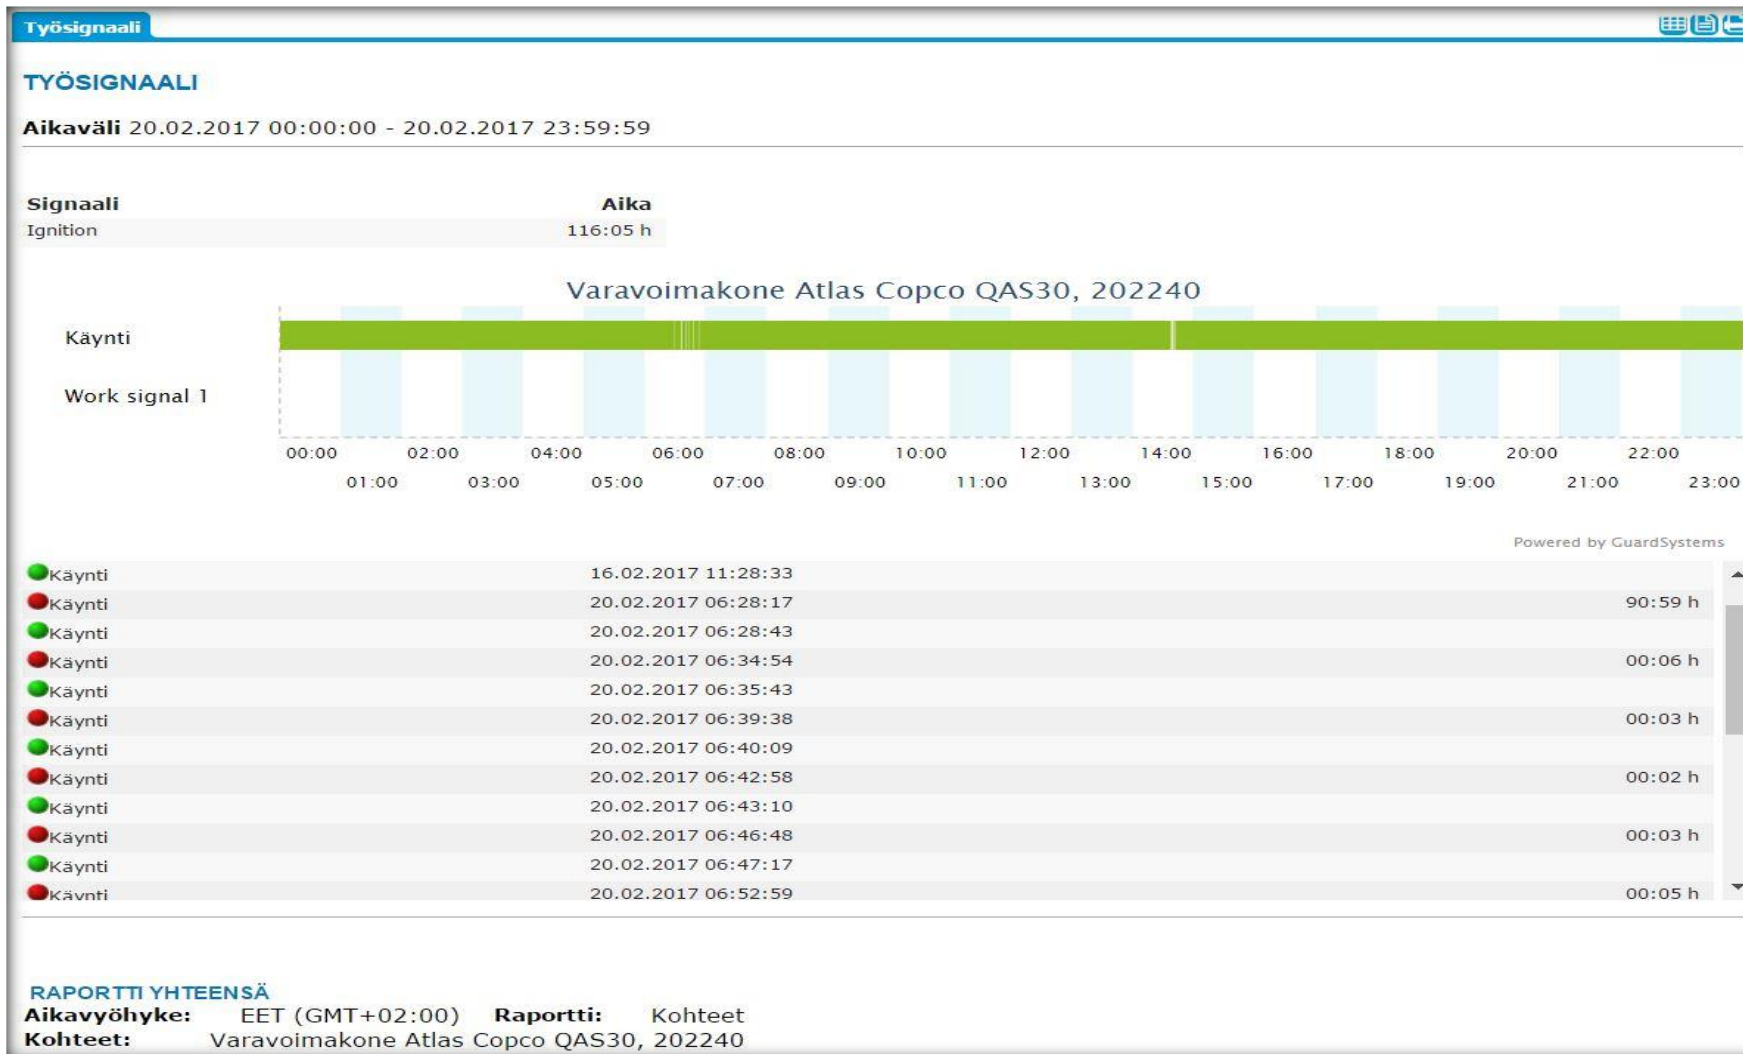 Työsignaali
TYÖSIGNAALI
Aikaväli 20.02.2017 00:00:00 - 20.02.2017 23:59:59
Signaali Aika
Ignition 116:05 h
Varavoimakone Atlas Copco QAS30, 202240
Käynti
Work signal 1
00:00 02:00 04:00 06:00 08:00 10:00 12:00 14:00 16:00 18:00 20:00 22:00
01:00 03:00 05:00 07:00 09:00 11:00 13:00 15:00 17:00 19:00 21:00 23:00
Powered by GuardSystems
Käynti 16.02.2017 11:28:33
Käynti 20.02.2017 06:28:17 90:59 h
Käynti 20.02.2017 06:28:43
Käynti 20.02.2017 06:34:54 00:06 h
Käynti 20.02.2017 06:35:43
Käynti 20.02.2017 06:39:38 00:03 h
Käynti 20.02.2017 06:40:09
Käynti 20.02.2017 06:42:58 00:02 h
Käynti 20.02.2017 06:43:10
Käynti 20.02.2017 06:46:48 00:03 h
Käynti 20.02.2017 06:47:17
Käynti 20.02.2017 06:52:59 00:05 h
RAPORTTI YHTEENSÄ
Aikavyöhyke: EET (GMT+02:00) Raportti: Kohteet
Kohteet: Varavoimakone Atlas Copco QAS30, 202240